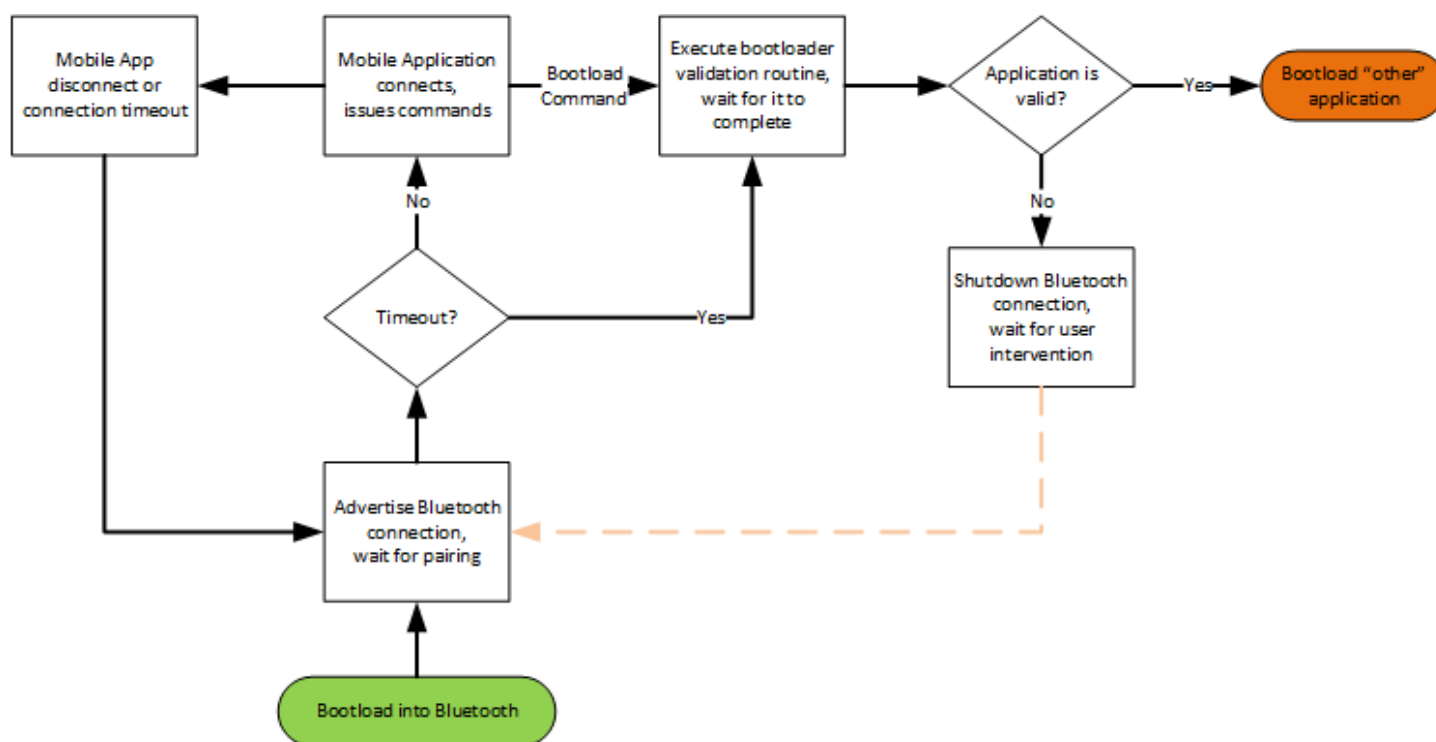 Mobile App
disconnect or
connection timeout
Mobile Application
connects,
issues commands
Bootload
Command
Execute bootloader
validation routine,
wait for it to
complete
Application is
valid?
Yes
Bootload “other”
application
No
No
Shutdown Bluetooth
connection,
wait for user
intervention
Timeout?
Yes
Advertise Bluetooth
connection,
wait for pairing
Bootload into Bluetooth